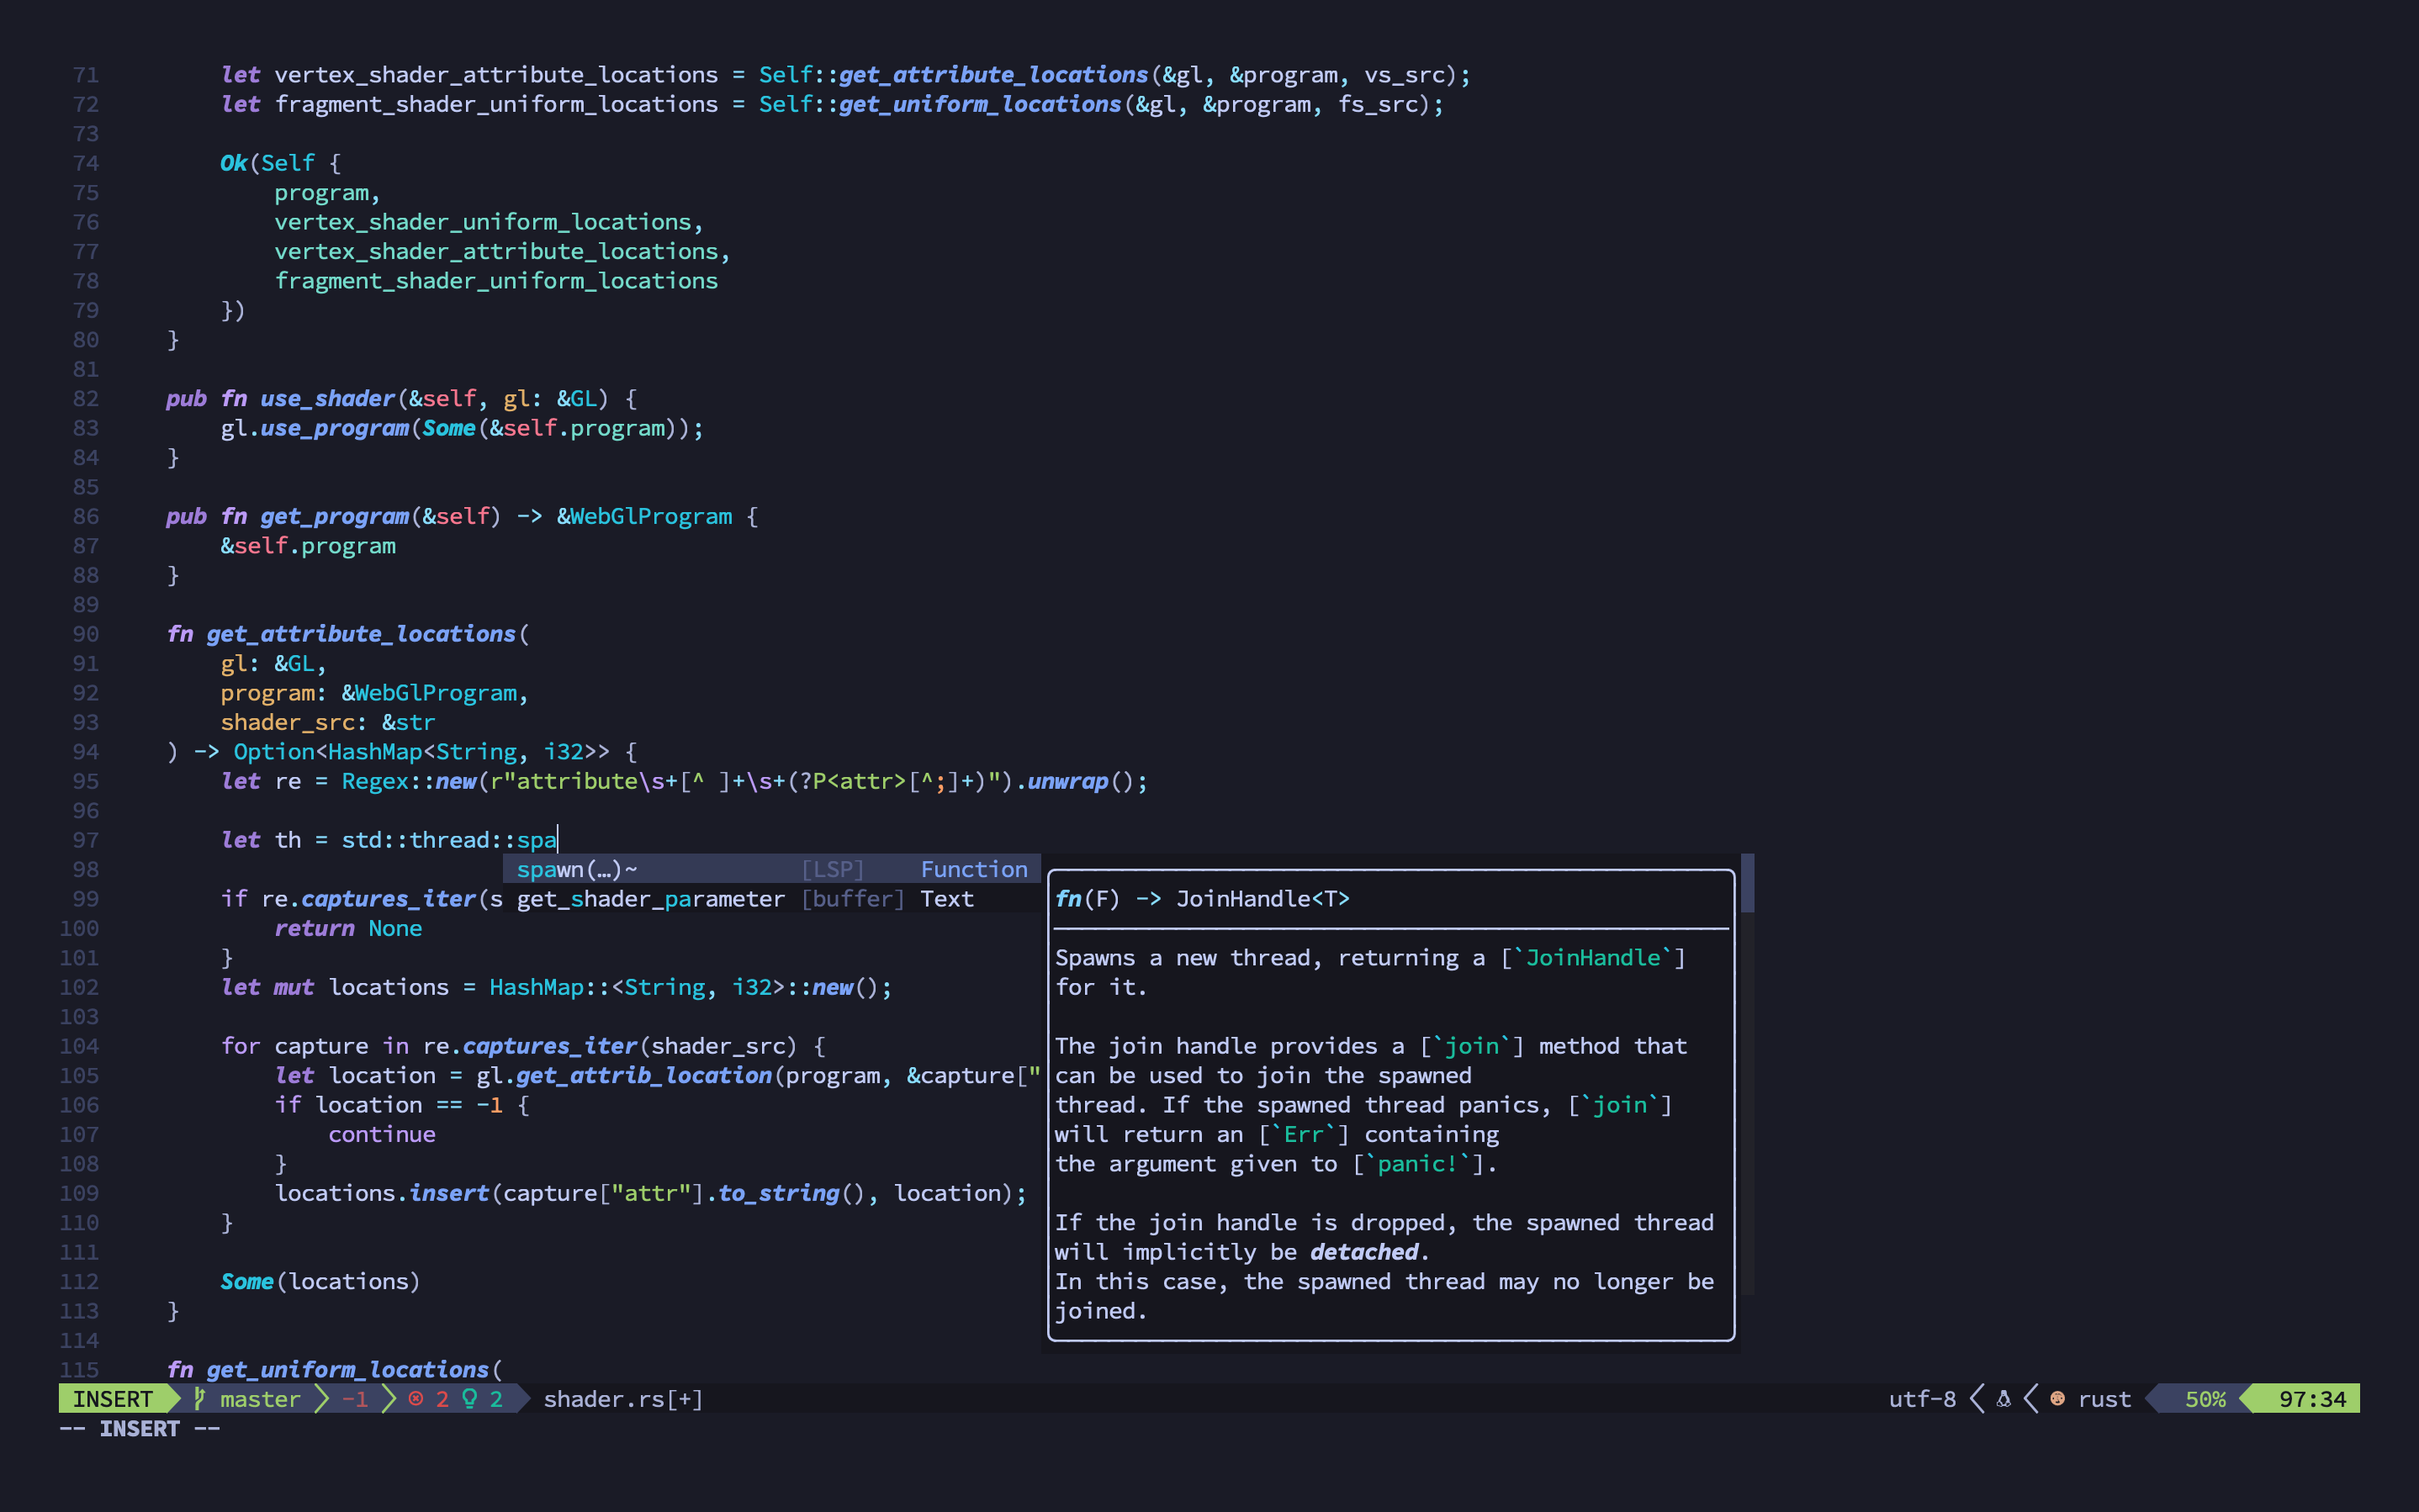 71 let vertex_shader_attribute_locations = Self::get_attribute_locations(&gl, &program, vs_src);
72 let fragment_shader_uniform_locations = Self::get_uniform_locations(&gl, &program, fs_src);
73
74 Ok(Self {
75 program,
76 vertex_shader_uniform_locations,
77 vertex_shader_attribute_locations,
78 fragment_shader_uniform_locations
79 })
80 }
81
82 pub fn use_shader(&self, gl: &GL) {
83 gl.use_program(Some(&self.program));
84 }
85
86 pub fn get_program(&self) -> &WebGlProgram {
87 &self.program
88 }
89
90 fn get_attribute_locations(
91 gl: &GL,
92 program: &WebGlProgram,
93 shader_src: &str
94 ) -> Option<HashMap<String, i32>> {
95 let re = Regex::new(r"attribute\s+[^ ]+\s+(?P<attr>[^;]+)").unwrap();
96
97 let th = std::thread::spa
98 spawn(…)~ [LSP] Function
99 if re.captures_iter(s get_shader_parameter [buffer] Text
100 return None
101 }
102 let mut locations = HashMap::<String, i32>::new();
103
104 for capture in re.captures_iter(shader_src) {
105 let location = gl.get_attrib_location(program, &capture["
106 if location == -1 {
107 continue
108 }
109 locations.insert(capture["attr"].to_string(), location);
110 }
111
112 Some(locations)
113 }
114
115 fn get_uniform_locations(
fn(F) -> JoinHandle<T>
Spawns a new thread, returning a [`JoinHandle`]
for it.
The join handle provides a [`join`] method that
can be used to join the spawned
thread. If the spawned thread panics, [`join`]
will return an [`Err`] containing
the argument given to [`panic!`].
If the join handle is dropped, the spawned thread
will implicitly be detached.
In this case, the spawned thread may no longer be
joined.
INSERT master -1 2 2 shader.rs[+] utf-8 rust 50% 97:34
-- INSERT --